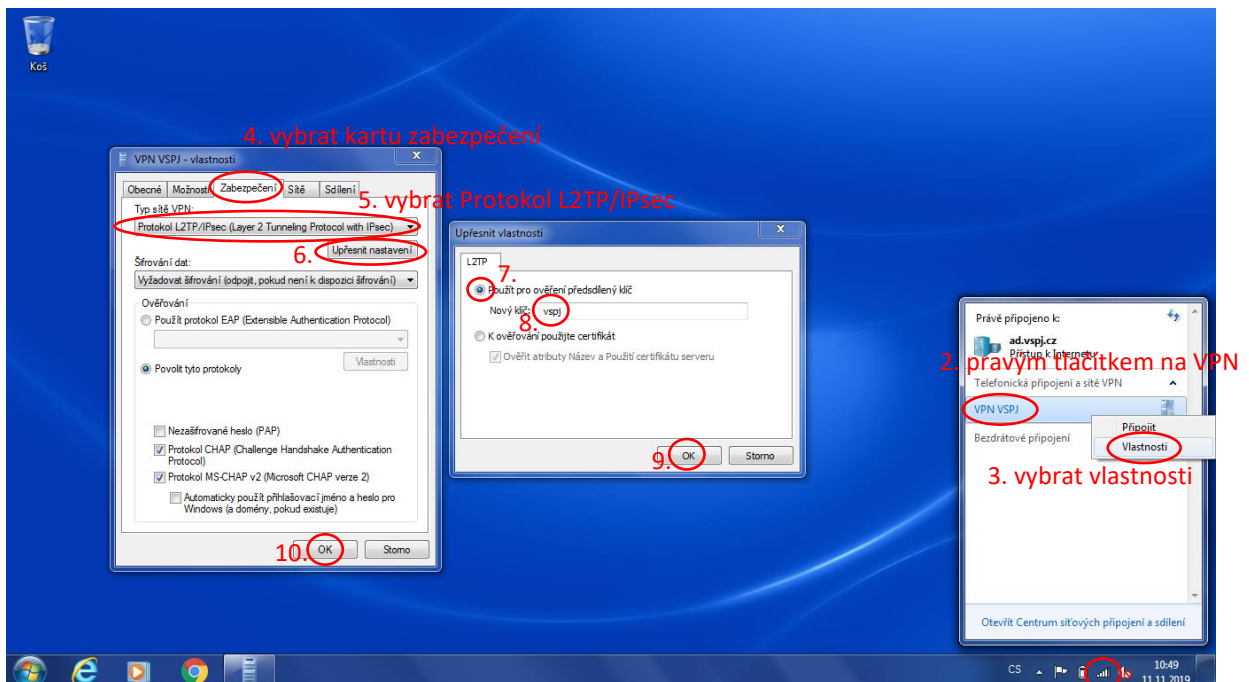 Koš
4. vybrat kartu zabezpečení
VPN VSPJ - vlastnosti
Obecné Možnosti Zabezpečení Sítě Sdílení
5. vybrat Protokol L2TP/IPsec
Typ sítě VPN:
Protokol L2TP/IPsec (Layer 2 Tunneling Protocol with IPsec)
6. Upřesnit nastavení
Šifrování dat:
Vyžadovat šifrování (odpojit, pokud není k dispozici šifrování)
Ověřování
Použít protokol EAP (Extensible Authentication Protocol)
Vlastnosti
Povolit tyto protokoly
Nezašifrované heslo (PAP)
Protokol CHAP (Challenge Handshake Authentication
Protocol)
Protokol MS-CHAP v2 (Microsoft CHAP verze 2)
Automaticky použít přihlašovací jméno a heslo pro
Windows (a domény, pokud existuje)
10. OK Storno
Upřesnit vlastnosti
L2TP
7.
Použít pro ověření předsdílený klíč
Nový klíč: vspj
8.
K ověřování použijte certifikát
Ověřit atributy Název a Použití certifikátu serveru
9. OK Storno
Právě připojeno k:
ad.vspj.cz
Přístup k Internetu
2. pravým tlačítkem na VPN
Telefonická připojení a sítě VPN
VPN VSPJ
Připojit
Bezdrátové připojení
Vlastnosti
3. vybrat vlastnosti
Otevřít Centrum síťových připojení a sdílení
CS
10:49
11.11.2019